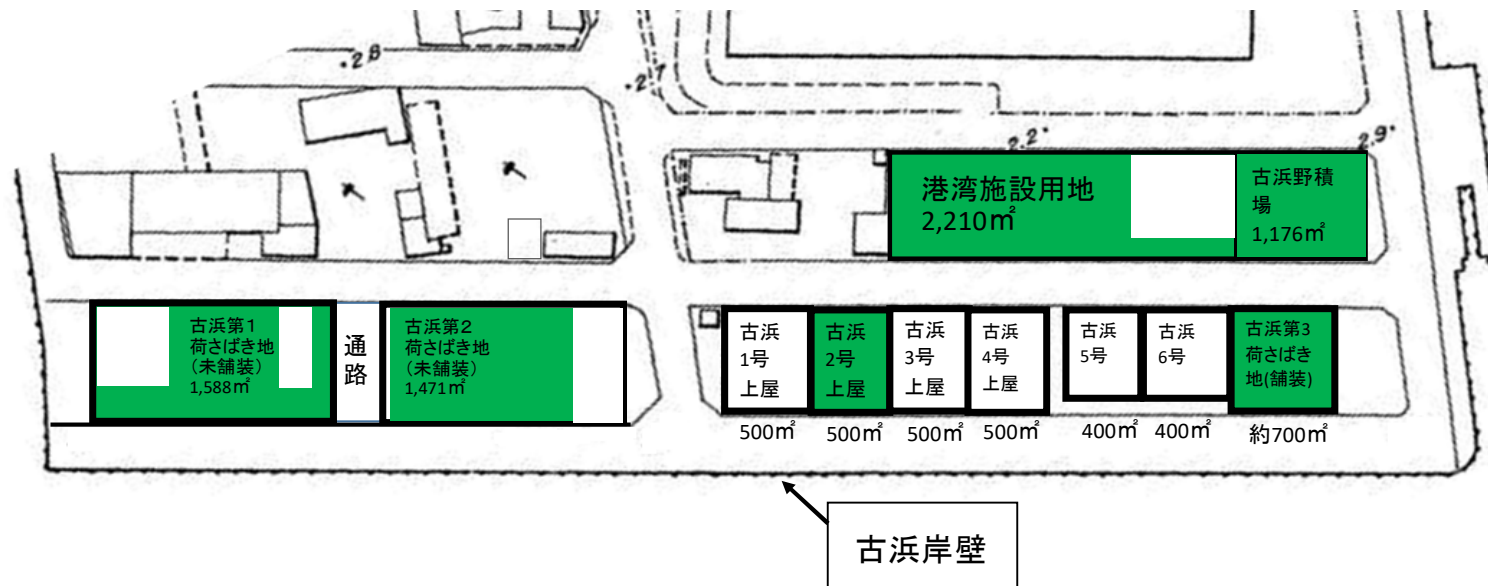 2.8
2.7
2.2
2.9
港湾施設用地
2,210㎡
古浜野積
場
1,176㎡
古浜第1
荷さばき地
(未舗装)
1,588㎡
通
路
古浜第2
荷さばき地
(未舗装)
1,471㎡
古浜
1号
上屋
古浜
2号
上屋
古浜
3号
上屋
古浜
4号
上屋
古浜
5号
古浜
6号
古浜第3
荷さばき
地(舗装)
500㎡
500㎡
500㎡
500㎡
400㎡
400㎡
約700㎡
古浜岸壁